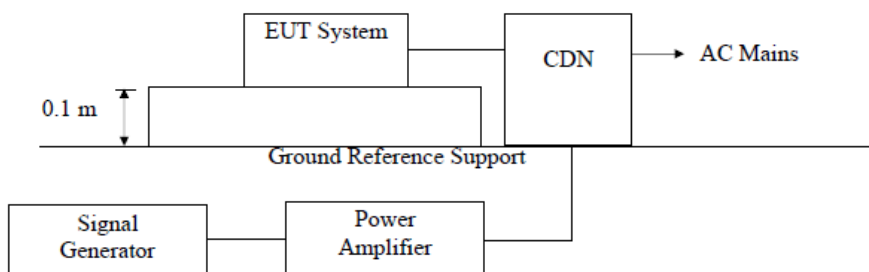 EUT System
CDN
AC Mains
0.1 m
Ground Reference Support
Signal
Generator
Power
Amplifier